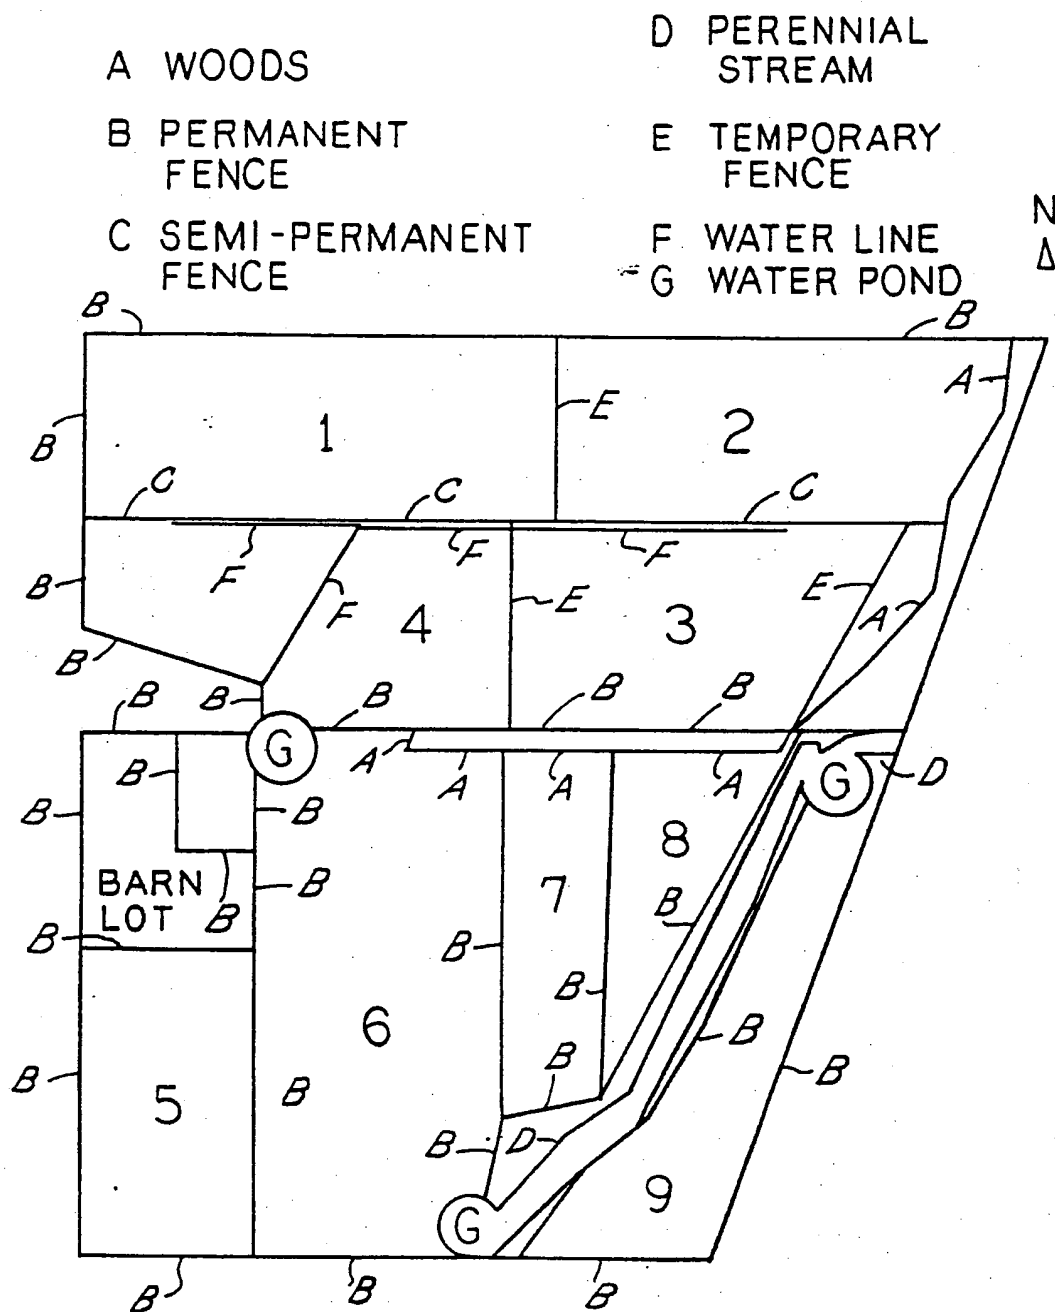 A WOODS
B PERMANENT
FENCE
C SEMI-PERMANENT
FENCE
D PERENNIAL
STREAM
E TEMPORARY
FENCE
F WATER LINE
G WATER POND
N
B B
A
B E
1 2
C C C
F F F
B E E
F 4 3 A
B
B B B
B B
G
A A A A
B G D
B B
8
BARN
LOT
B B 7 B
B
B B
6 B
B B
5 B B B
B D
9
G
B B B